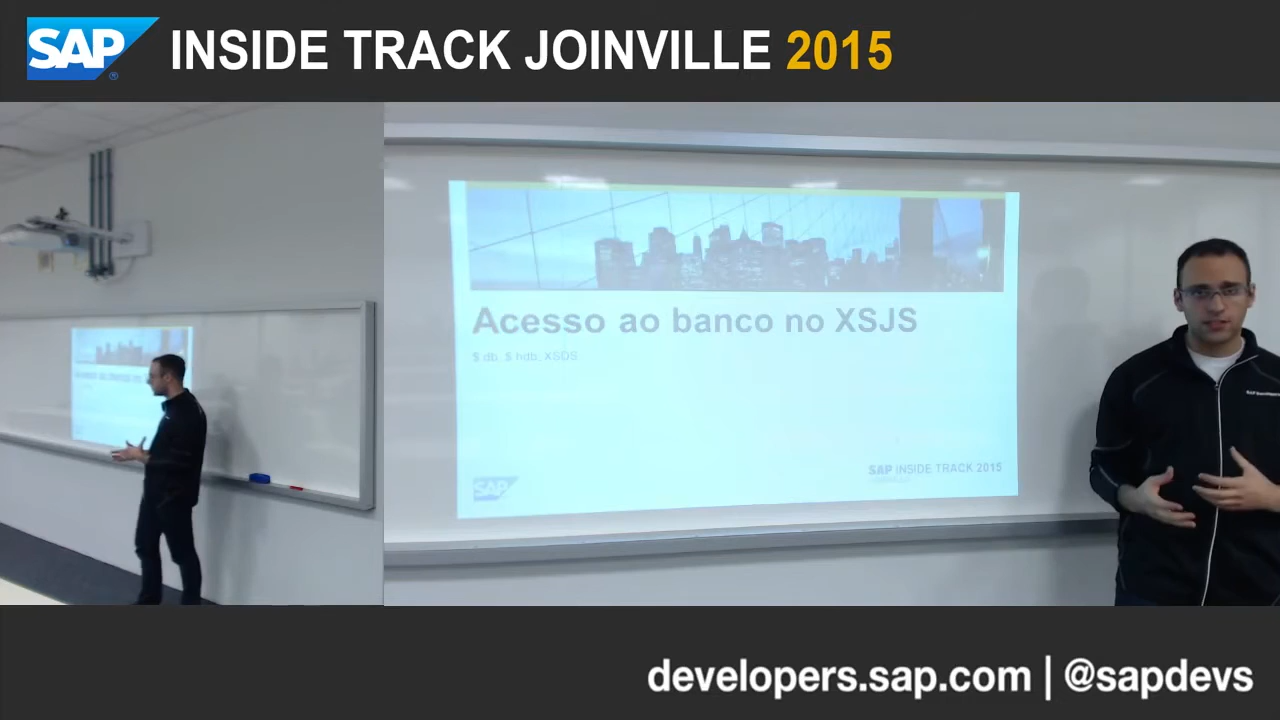 SAP
INSIDE TRACK JOINVILLE 2015
Acesso ao banco no XSJS
$.db, $.hdb, XSDS
SAP
SAP INSIDE TRACK 2015
developers.sap.com | @sapdevs